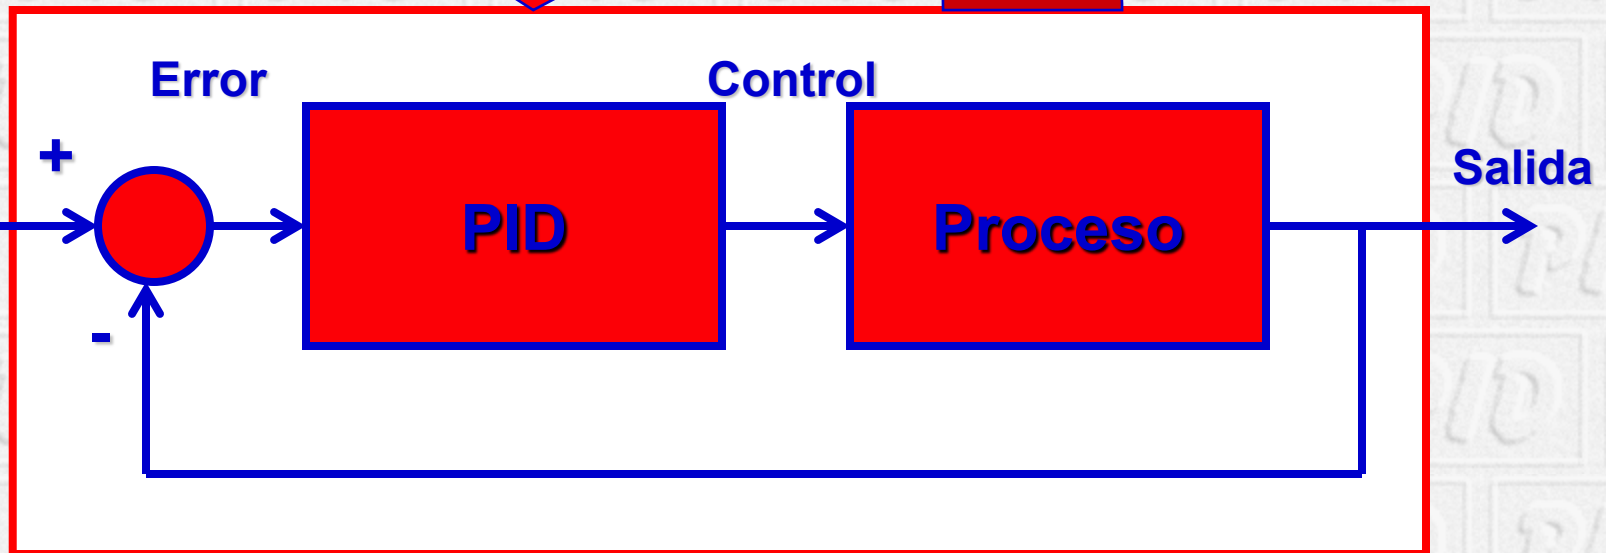 Error
Control
+
Salida
PID
Proceso
-